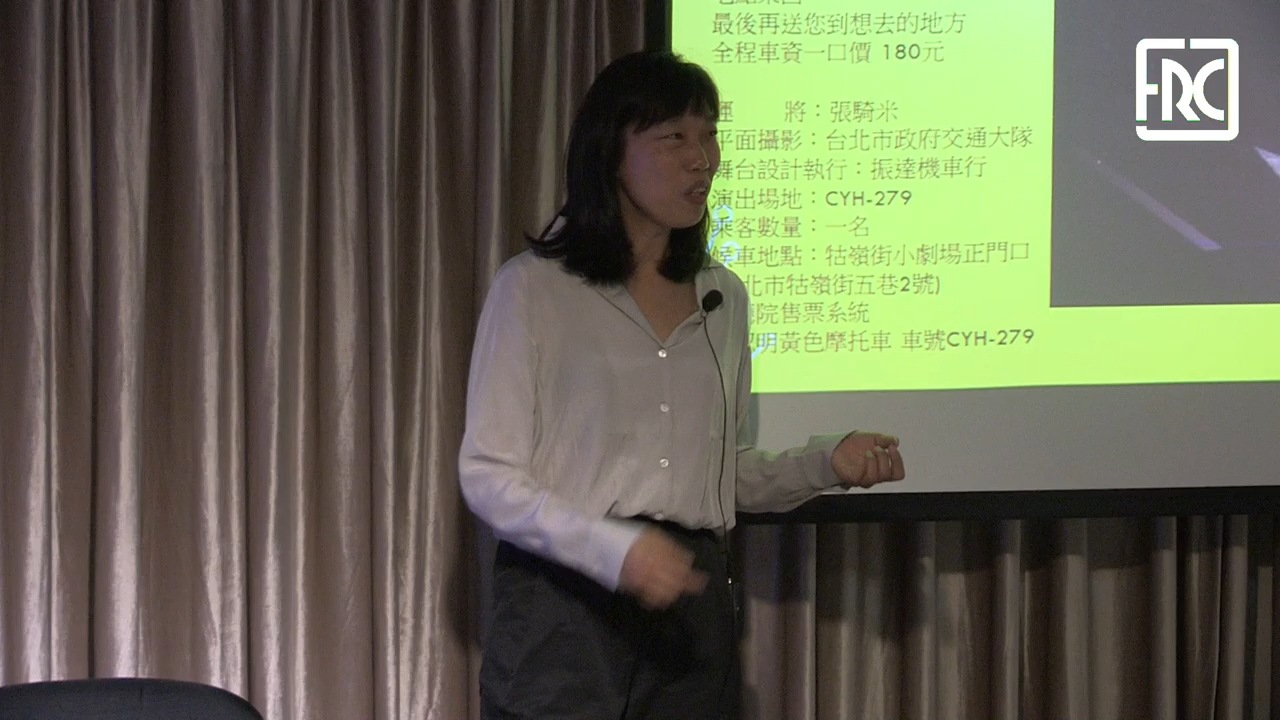 最後再送您到想去的地方
全程車資一口價 180元
運 將：張騎米
平面攝影：台北市政府交通大隊
舞台設計執行：振達機車行
演出場地：CYH-279
乘客數量：一名
候車地點：牯嶺街小劇場正門口
北市牯嶺街五巷2號)
院售票系統
明黃色摩托車 車號CYH-279
FRC